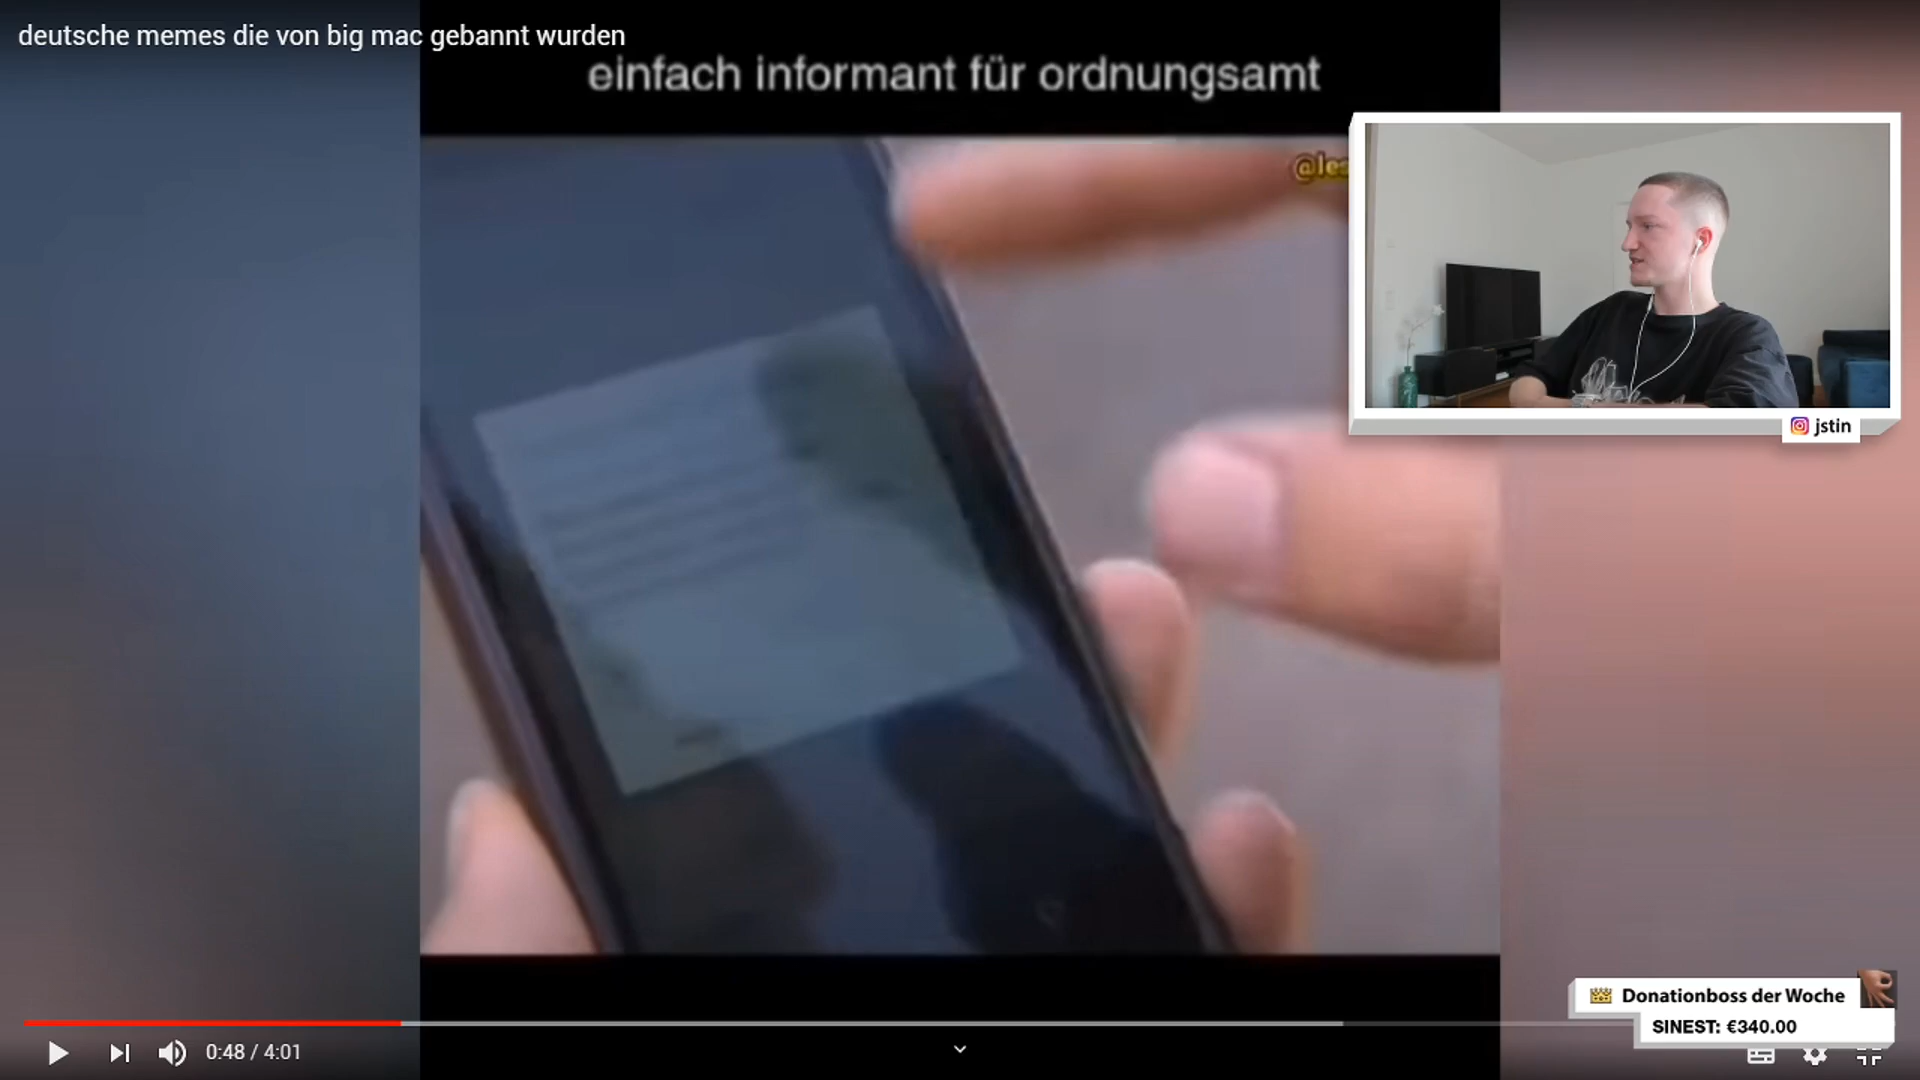 deutsche memes die von big mac gebannt wurden
einfach informant für ordnungsamt
jstin
Donationboss der Woche
SINEST: €340.00
0:48 / 4:01